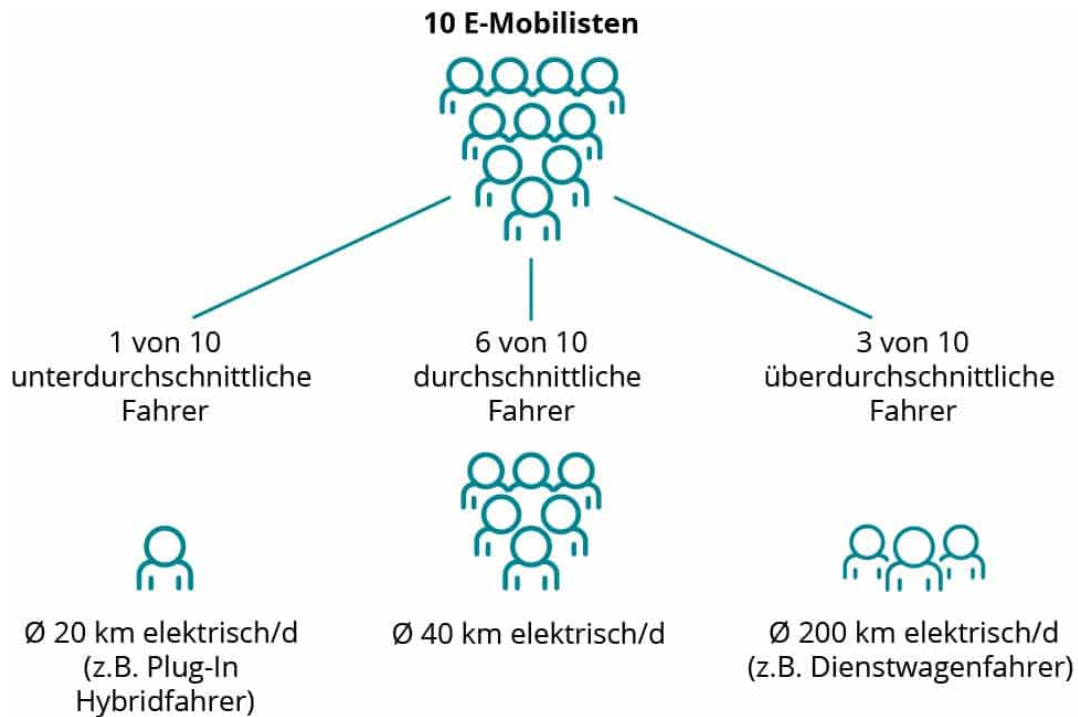 10 E-Mobilisten
1 von 10
unterdurchschnittliche
Fahrer
6 von 10
durchschnittliche
Fahrer
3 von 10
überdurchschnittliche
Fahrer
Ø 20 km elektrisch/d
(z.B. Plug-In
Hybridfahrer)
Ø 40 km elektrisch/d
Ø 200 km elektrisch/d
(z.B. Dienstwagenfahrer)